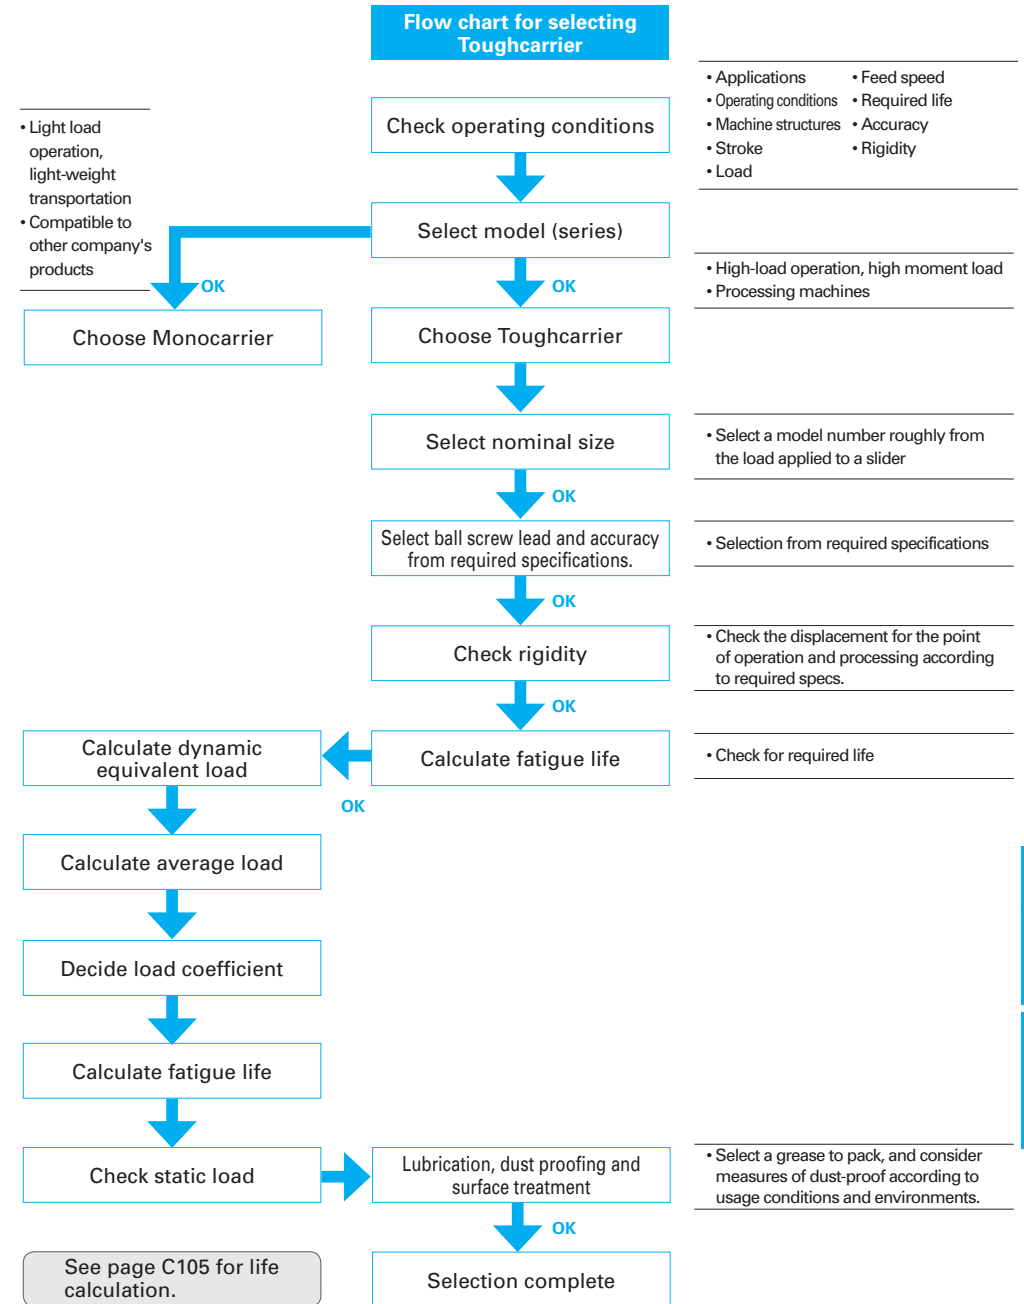 Flow chart for selecting
Toughcarrier
• Applications
• Operating conditions
• Machine structures
• Stroke
• Load
• Feed speed
• Required life
• Accuracy
• Rigidity
Check operating conditions
• Light load
operation,
light-weight
transportation
• Compatible to
other company's
products
Select model (series)
OK
OK
• High-load operation, high moment load
• Processing machines
Choose Monocarrier
Choose Toughcarrier
Select nominal size
• Select a model number roughly from
the load applied to a slider
OK
Select ball screw lead and accuracy
from required specifications.
• Selection from required specifications
OK
Check rigidity
• Check the displacement for the point
of operation and processing according
to required specs.
OK
Calculate dynamic
equivalent load
Calculate fatigue life
• Check for required life
OK
Calculate average load
Decide load coefficient
Calculate fatigue life
Check static load
Lubrication, dust proofing and
surface treatment
• Select a grease to pack, and consider
measures of dust-proof according to
usage conditions and environments.
OK
See page C105 for life
calculation.
Selection complete